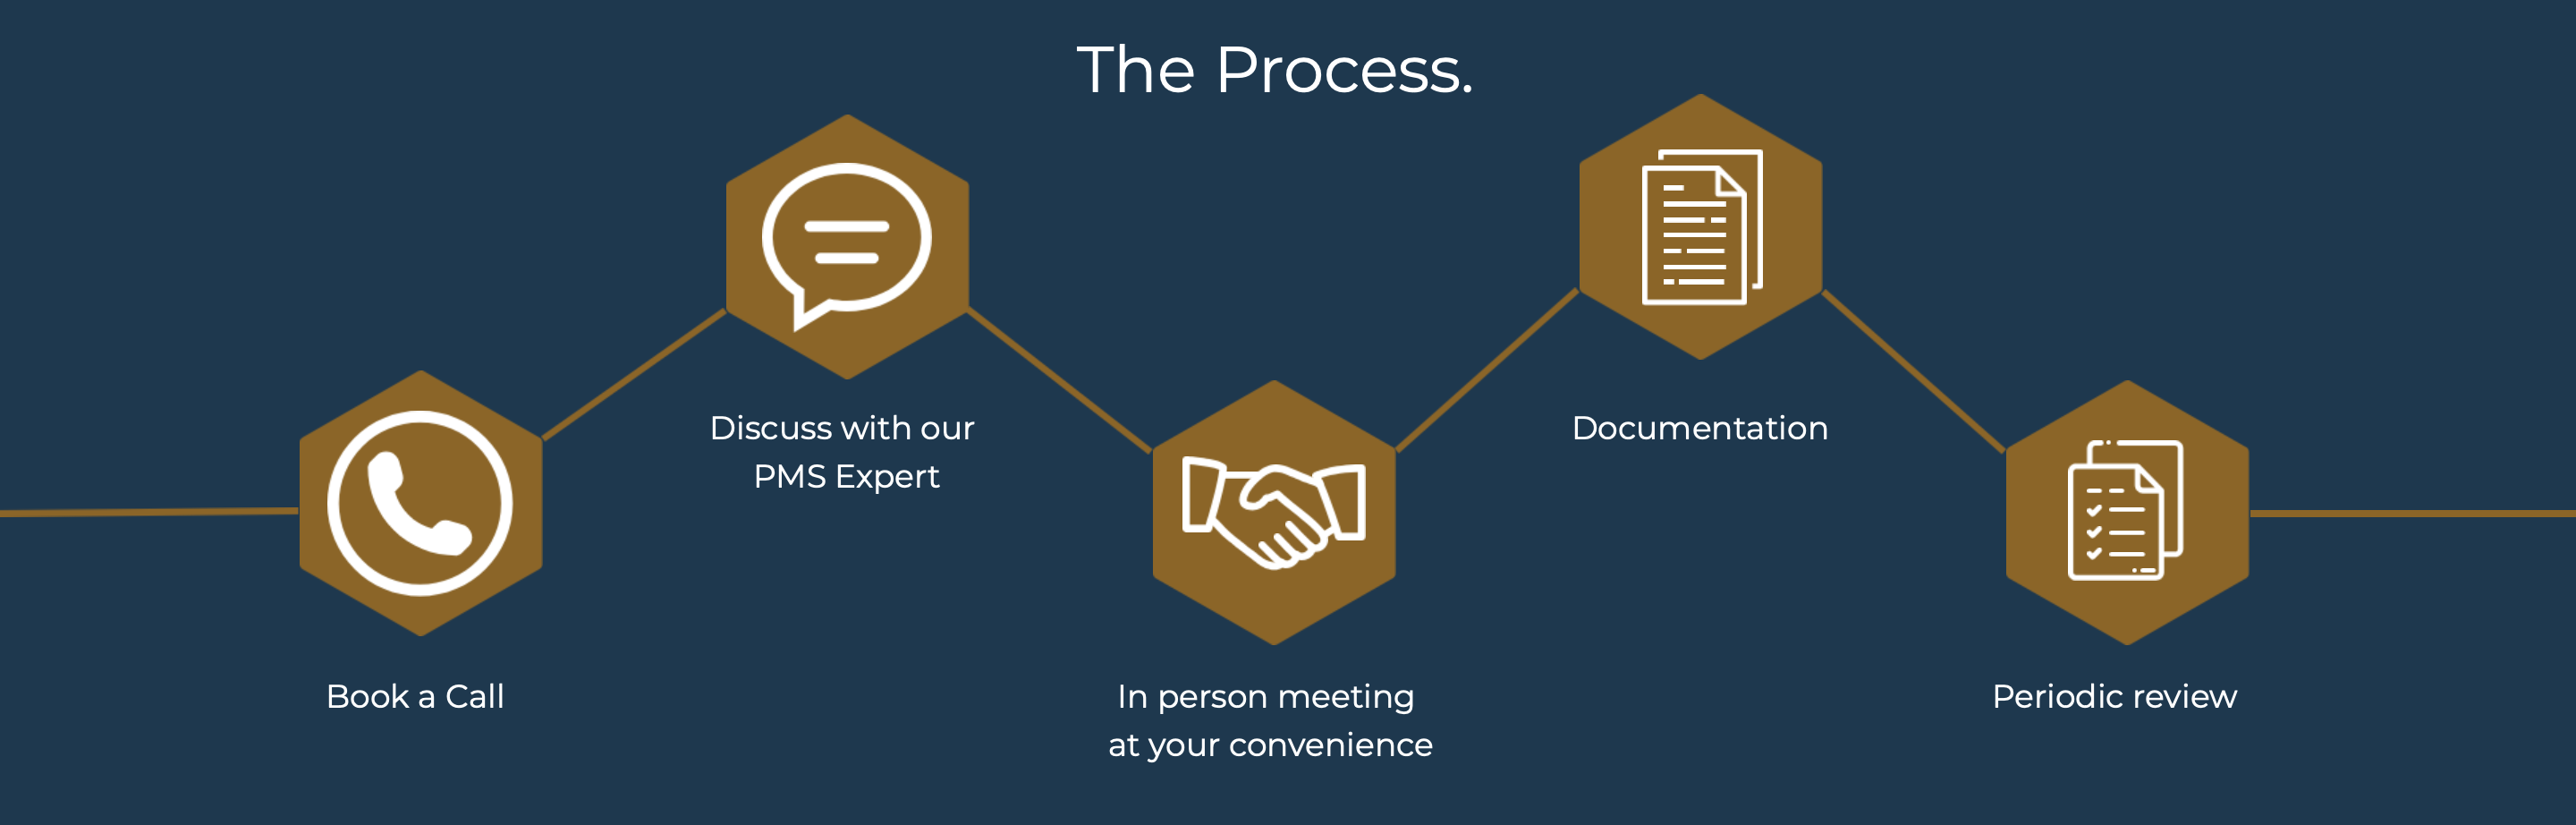 The Process.
Book a Call
Discuss with our
PMS Expert
In person meeting
at your convenience
Documentation
Periodic review